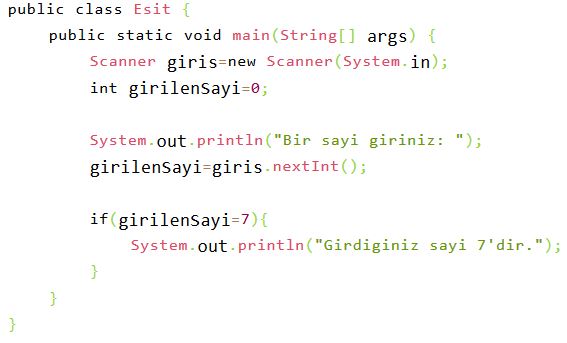 public class Esit {
public static void main(String[] args) {
Scanner giris=new Scanner(System.in);
int girilenSayi=0;
System.out.println("Bir sayi giriniz: ");
girilenSayi=giris.nextInt();
if(girilenSayi=7){
System.out.println("Girdiginiz sayi 7'dir.");
}
}
}